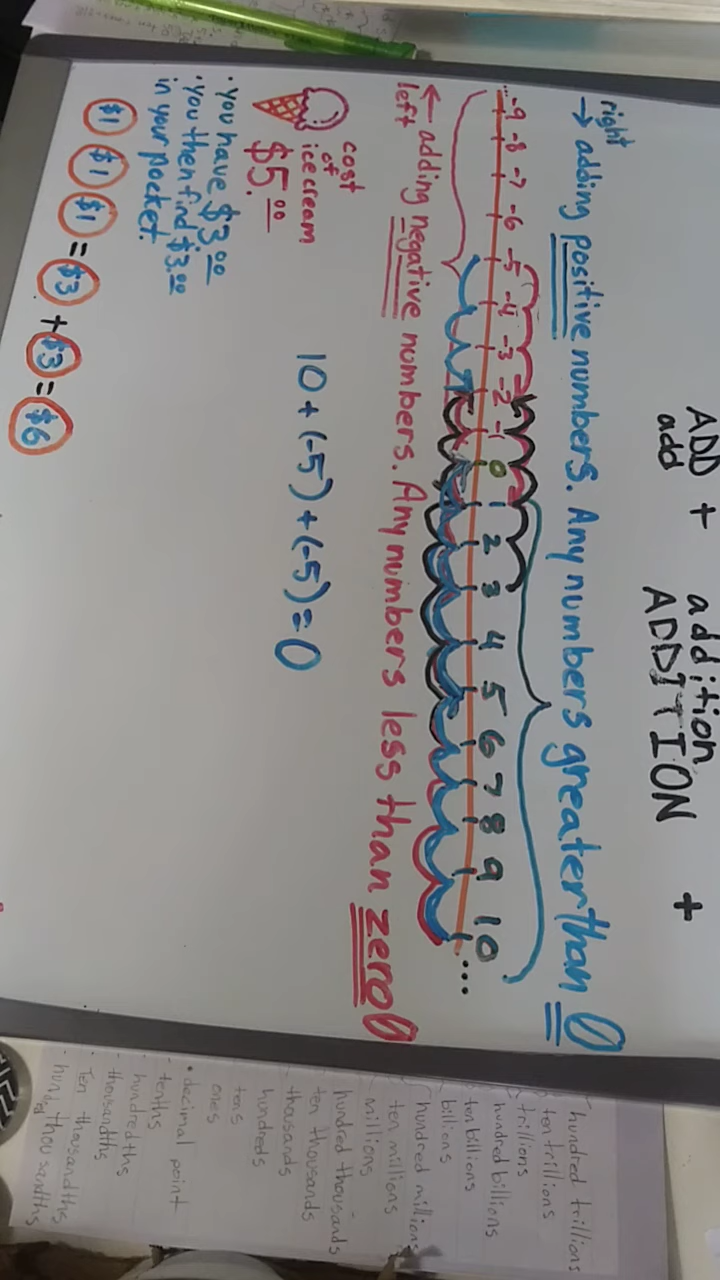 ADD + addition +
add ADDITION
right
→ adding positive numbers. Any numbers greater than 0
-9 -8 -7 -6 -5 -4 -3 -2 -1 0 1 2 3 4 5 6 7 8 9 10 ...
← adding negative numbers. Any numbers less than zero 0
left
cost
of
ice cream
$5.00
10 + (-5) + (-5) = 0
· you have $3.00
· you then find $3.00
in your pocket.
$1 $1 $1 = $3 + $3 = $6
hundred trillions
ten trillions
trillions
hundred billions
ten billions
billions
hundred millions
ten millions
millions
hundred thousands
ten thousands
thousands
hundreds
tens
ones
• decimal point
- tenths
- hundredths
- thousandths
- Ten thousandths
- hundred thousandths